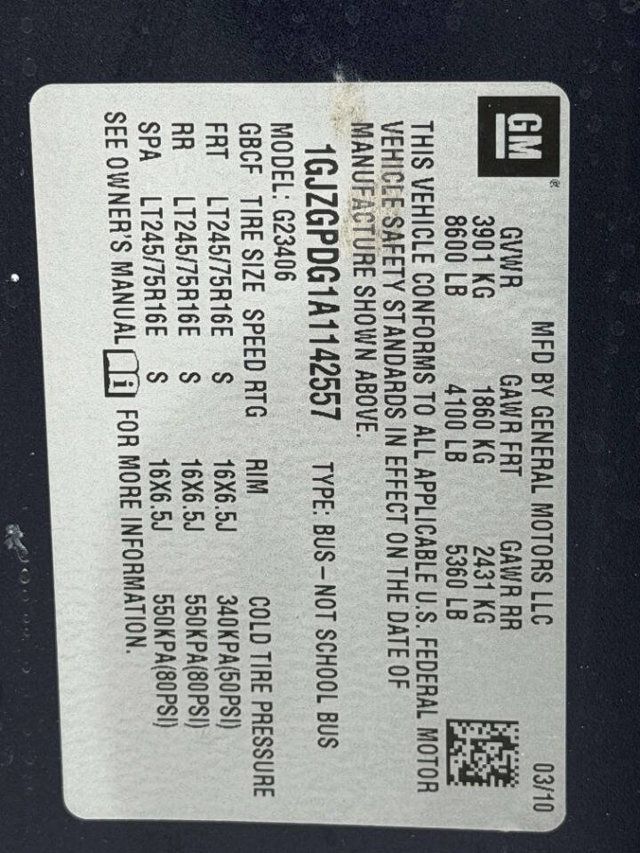 GM
MFD BY GENERAL MOTORS LLC 03/10
GVWR GAWR FRT GAWR RR
3901 KG 1860 KG 2431 KG
8600 LB 4100 LB 5360 LB
THIS VEHICLE CONFORMS TO ALL APPLICABLE U.S. FEDERAL MOTOR
VEHICLE SAFETY STANDARDS IN EFFECT ON THE DATE OF
MANUFACTURE SHOWN ABOVE.
1GJZGPDG1A1142557 TYPE: BUS–NOT SCHOOL BUS
MODEL: G23406
GBCF TIRE SIZE SPEED RTG RIM COLD TIRE PRESSURE
FRT LT245/75R16E S 16X6.5J 340KPA(50PSI)
RR LT245/75R16E S 16X6.5J 550KPA(80PSI)
SPA LT245/75R16E S 16X6.5J 550KPA(80PSI)
SEE OWNER'S MANUAL FOR MORE INFORMATION.